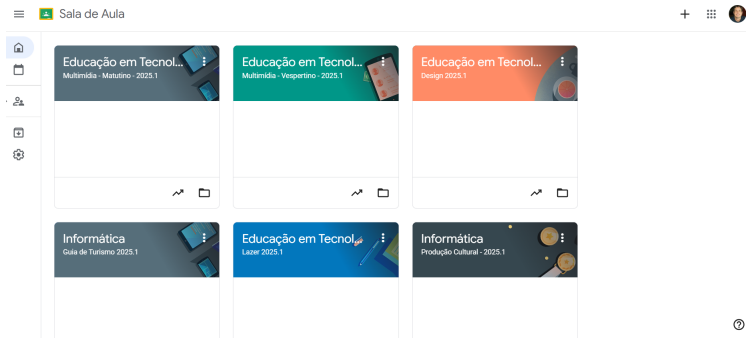 Sala de Aula
Educação em Tecnol...
Multimídia - Matutino - 2025.1
Educação em Tecnol...
Multimídia - Vespertino - 2025.1
Educação em Tecnol...
Design 2025.1
Informática
Guia de Turismo 2025.1
Educação em Tecnol...
Lazer 2025.1
Informática
Produção Cultural - 2025.1